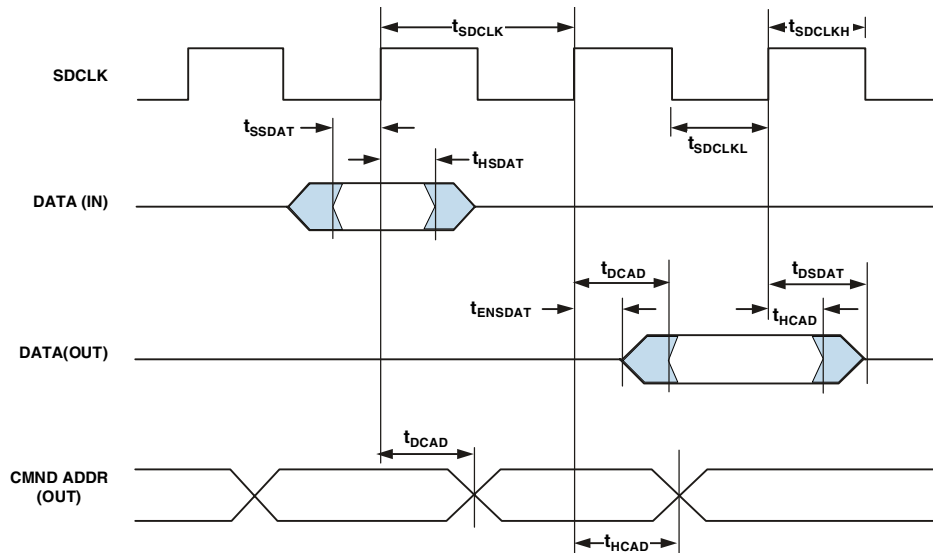 tSDCLK
tSDCLKH
SDCLK
tSSDAT
tSDCLKL
tHSDAT
DATA (IN)
tDCAD
tDSDAT
tENSDAT
tHCAD
DATA(OUT)
tDCAD
CMND ADDR
(OUT)
tHCAD